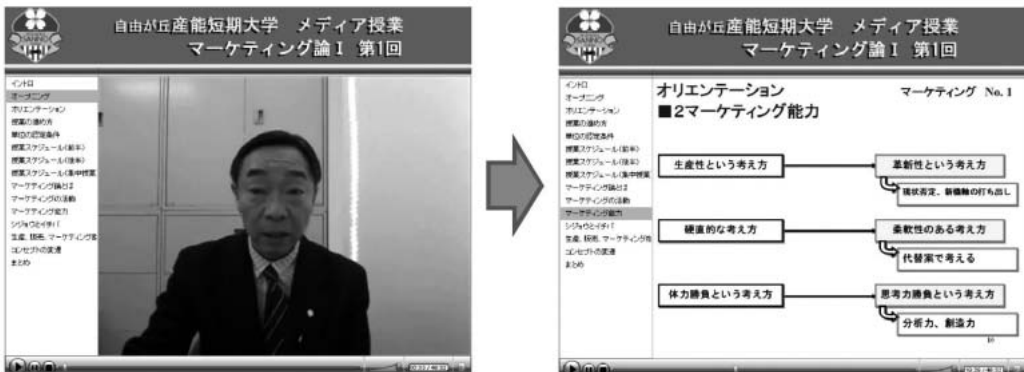 自由が丘産能短期大学 メディア授業
マーケティング論Ⅰ 第1回
イントロ
オープニング
オリエンテーション
授業の進め方
単位の認定条件
授業スケジュール(前半)
授業スケジュール(後半)
授業スケジュール(集中授業
マーケティング論とは
マーケティングの活動
マーケティング能力
生産、販売、マーケティング
コンセプトの変遷
まとめ
自由が丘産能短期大学 メディア授業
マーケティング論Ⅰ 第1回
イントロ
オープニング
オリエンテーション
授業の進め方
単位の認定条件
授業スケジュール(前半)
授業スケジュール(後半)
授業スケジュール(集中授業
マーケティング論とは
マーケティングの活動
マーケティング能力
生産、販売、マーケティング
コンセプトの変遷
まとめ
オリエンテーション
マーケティング No. 1
■2マーケティング能力
生産性という考え方
革新性という考え方
現状否定、新機軸の打ち出し
硬直的な考え方
柔軟性のある考え方
代替案で考える
体力勝負という考え方
思考力勝負という考え方
分析力、創造力